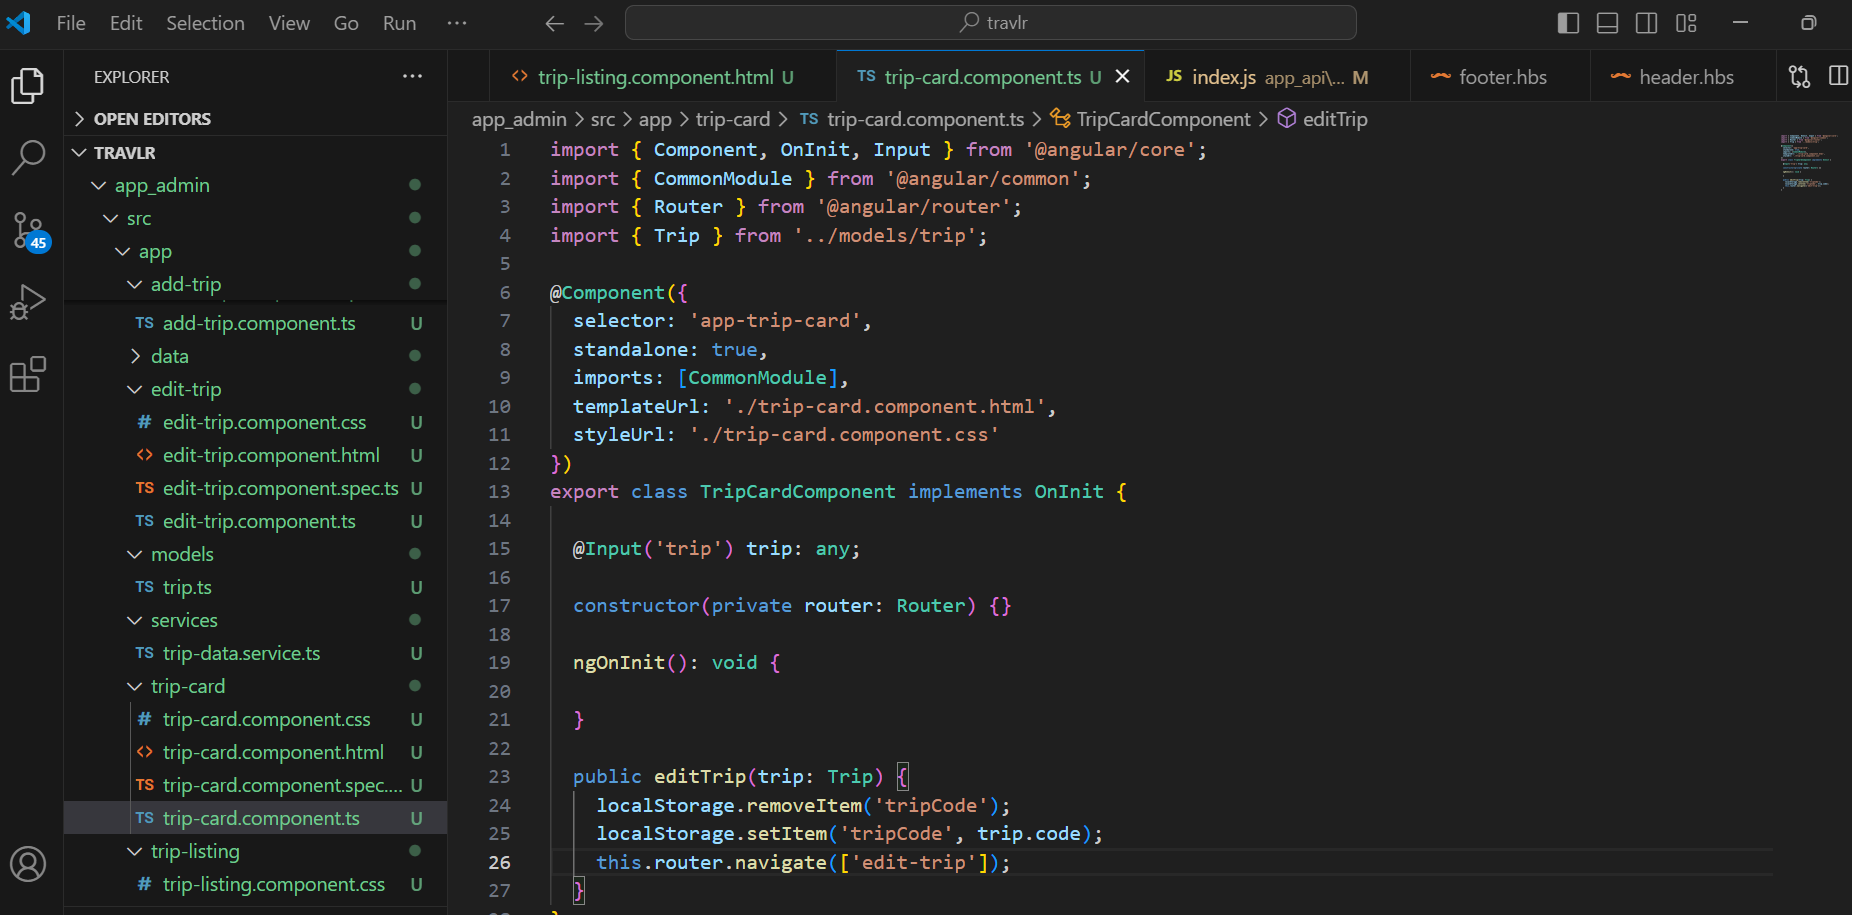 File Edit Selection View Go Run ···
travlr
EXPLORER ···
OPEN EDITORS
TRAVLR
app_admin
src
app
add-trip
TS add-trip.component.ts U
data
edit-trip
# edit-trip.component.css U
<> edit-trip.component.html U
TS edit-trip.component.spec.ts U
TS edit-trip.component.ts U
models
TS trip.ts U
services
TS trip-data.service.ts U
trip-card
# trip-card.component.css U
<> trip-card.component.html U
TS trip-card.component.spec.... U
TS trip-card.component.ts U
trip-listing
# trip-listing.component.css U
45
<> trip-listing.component.html U
TS trip-card.component.ts U
JS index.js app_api\... M
footer.hbs
header.hbs
app_admin > src > app > trip-card > TS trip-card.component.ts > TripCardComponent > editTrip
1 import { Component, OnInit, Input } from '@angular/core';
2 import { CommonModule } from '@angular/common';
3 import { Router } from '@angular/router';
4 import { Trip } from '../models/trip';
5
6 @Component({
7 selector: 'app-trip-card',
8 standalone: true,
9 imports: [CommonModule],
10 templateUrl: './trip-card.component.html',
11 styleUrl: './trip-card.component.css'
12 })
13 export class TripCardComponent implements OnInit {
14
15 @Input('trip') trip: any;
16
17 constructor(private router: Router) {}
18
19 ngOnInit(): void {
20
21 }
22
23 public editTrip(trip: Trip) {
24 localStorage.removeItem('tripCode');
25 localStorage.setItem('tripCode', trip.code);
26 this.router.navigate(['edit-trip']);
27 }